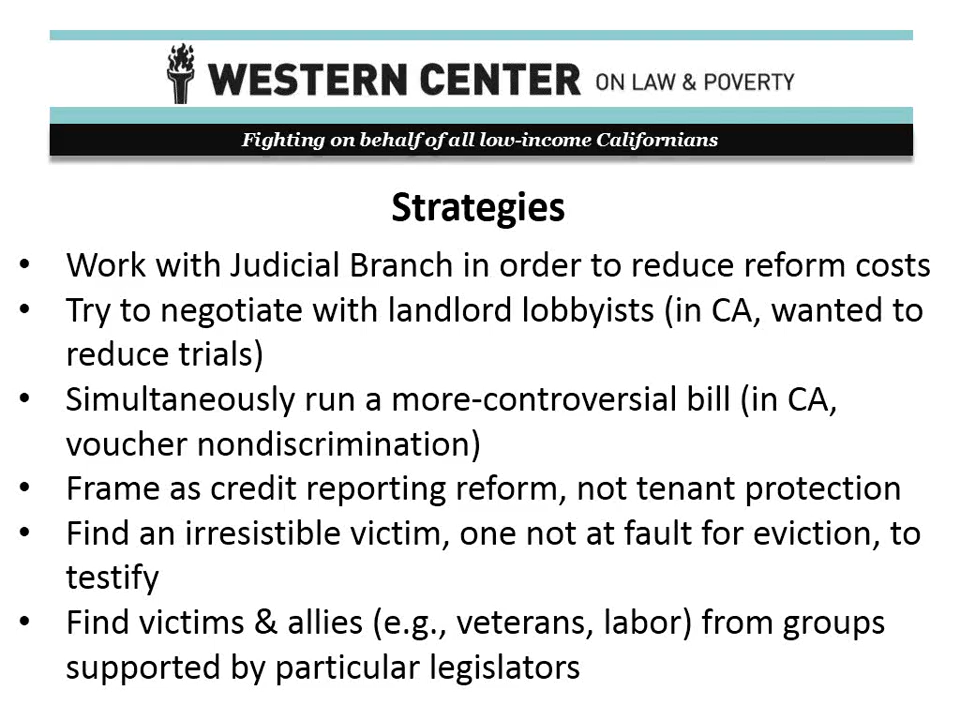 WESTERN CENTER ON LAW & POVERTY
Fighting on behalf of all low-income Californians
Strategies
• Work with Judicial Branch in order to reduce reform costs
• Try to negotiate with landlord lobbyists (in CA, wanted to
reduce trials)
• Simultaneously run a more-controversial bill (in CA,
voucher nondiscrimination)
• Frame as credit reporting reform, not tenant protection
• Find an irresistible victim, one not at fault for eviction, to
testify
• Find victims & allies (e.g., veterans, labor) from groups
supported by particular legislators